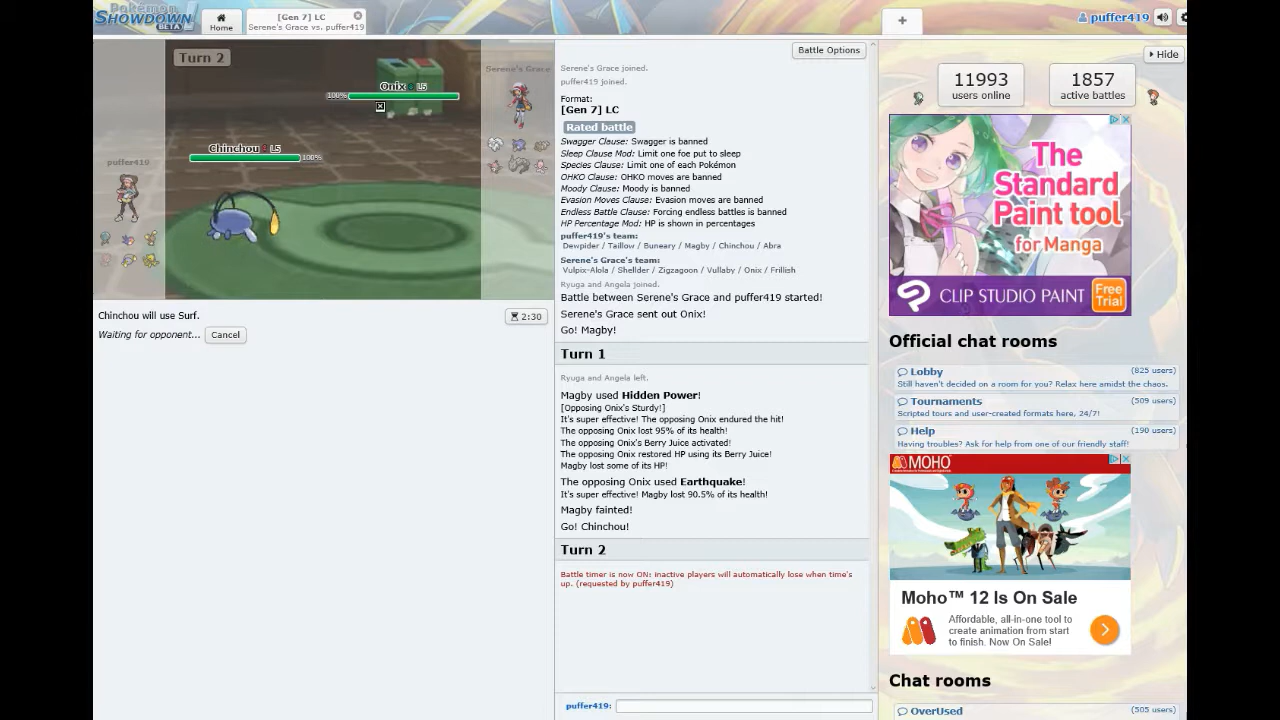 Pokémon
SHOWDOWN
BETA
Home
[Gen 7] LC
Serene's Grace vs. puffer419
+
puffer419
Turn 2
Onix L5
100%
Chinchou L5
100%
Serene's Grace
puffer419
Chinchou will use Surf.
2:30
Waiting for opponent... Cancel
Battle Options
Serene's Grace joined.
puffer419 joined.
Format:
[Gen 7] LC
Rated battle
Swagger Clause: Swagger is banned
Sleep Clause Mod: Limit one foe put to sleep
Species Clause: Limit one of each Pokémon
OHKO Clause: OHKO moves are banned
Moody Clause: Moody is banned
Evasion Moves Clause: Evasion moves are banned
Endless Battle Clause: Forcing endless battles is banned
HP Percentage Mod: HP is shown in percentages
puffer419's team:
Dewpider / Taillow / Buneary / Magby / Chinchou / Abra
Serene's Grace's team:
Vulpix-Alola / Shellder / Zigzagoon / Vullaby / Onix / Frillish
Ryuga and Angela joined.
Battle between Serene's Grace and puffer419 started!
Serene's Grace sent out Onix!
Go! Magby!
Turn 1
Ryuga and Angela left.
Magby used Hidden Power!
[Opposing Onix's Sturdy!]
It's super effective! The opposing Onix endured the hit!
The opposing Onix lost 95% of its health!
The opposing Onix's Berry Juice activated!
The opposing Onix restored HP using its Berry Juice!
Magby lost some of its HP!
The opposing Onix used Earthquake!
It's super effective! Magby lost 90.5% of its health!
Magby fainted!
Go! Chinchou!
Turn 2
Battle timer is now ON: inactive players will automatically lose when time's
up. (requested by puffer419)
puffer419:
Hide
11993
users online
1857
active battles
The
Standard
Paint tool
for Manga
CLIP STUDIO PAINT
Free
Trial
Official chat rooms
Lobby (825 users)
Still haven't decided on a room for you? Relax here amidst the chaos.
Tournaments (509 users)
Scripted tours and user-created formats here, 24/7!
Help (190 users)
Having troubles? Ask for help from one of our friendly staff!
MOHO
Moho™ 12 Is On Sale
Affordable, all-in-one tool to
create animation from start
to finish. Now On Sale!
Chat rooms
OverUsed (505 users)